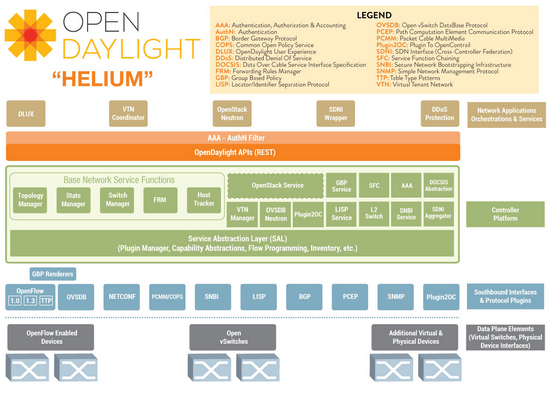 OPEN
DAYLIGHT
"HELIUM"
LEGEND
AAA: Authentication, Authorization & Accounting
AuthN: Authentication
BGP: Border Gateway Protocol
COPS: Common Open Policy Service
DLUX: OpenDaylight User Experience
DDoS: Distributed Denial Of Service
DOCSIS: Data Over Cable Service Interface Specification
FRM: Forwarding Rules Manager
GBP: Group Based Policy
LISP: Locator/Identifier Separation Protocol
OVSDB: Open vSwitch DataBase Protocol
PCEP: Path Computation Element Communication Protocol
PCMM: Packet Cable MultiMedia
Plugin2OC: Plugin To OpenContrail
SDNI: SDN Interface (Cross-Controller Federation)
SFC: Service Function Chaining
SNBI: Secure Network Bootstrapping Infrastructure
SNMP: Simple Network Management Protocol
TTP: Table Type Patterns
VTN: Virtual Tenant Network
DLUX
VTN
Coordinator
OpenStack
Neutron
SDNI
Wrapper
DDoS
Protection
Network Applications
Orchestrations & Services
AAA - AuthN Filter
OpenDaylight APIs (REST)
Base Network Service Functions
Topology
Manager
Stats
Manager
Switch
Manager
FRM
Host
Tracker
OpenStack Service
GBP
Service
SFC
AAA
DOCSIS
Abstraction
VTN
Manager
OVSDB
Neutron
Plugin2OC
LISP
Service
L2
Switch
SNBI
Service
SDNI
Aggregator
Controller
Platform
Service Abstraction Layer (SAL)
(Plugin Manager, Capability Abstractions, Flow Programming, Inventory, etc.)
GBP Renderers
OpenFlow
1.0 1.3 TTP
OVSDB
NETCONF
PCMM/COPS
SNBI
LISP
BGP
PCEP
SNMP
Plugin2OC
Southbound Interfaces
& Protocol Plugins
OpenFlow Enabled
Devices
Open
vSwitches
Additional Virtual &
Physical Devices
Data Plane Elements
(Virtual Switches, Physical
Device Interfaces)